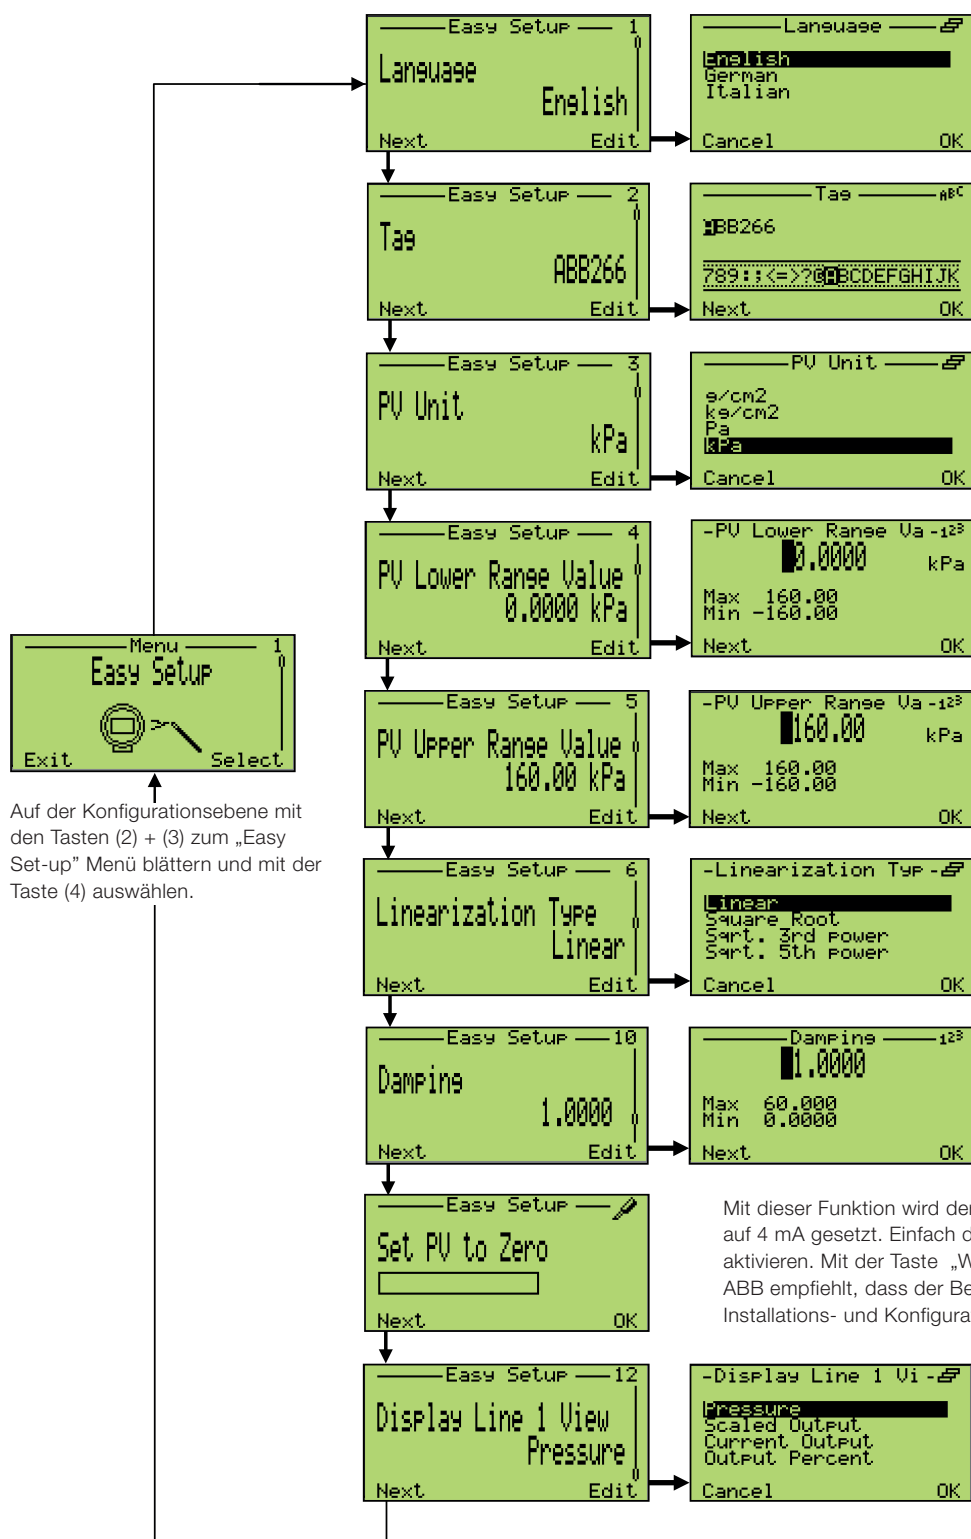 Easy Setup 1
Language
English
Next Edit
Language
English
German
Italian
Cancel OK
Easy Setup 2
Tag
ABB266
Next Edit
Tag ABC
ABB266
789:;<=>?@ABCDEFGHIJK
Next OK
Easy Setup 3
PV Unit
kPa
Next Edit
PV Unit
g/cm2
kg/cm2
Pa
kPa
Cancel OK
Easy Setup 4
PV Lower Range Value
0.0000 kPa
Next Edit
-PV Lower Range Va-123
0.0000 kPa
Max 160.00
Min -160.00
Next OK
Menu 1
Easy Setup
Exit Select
Auf der Konfigurationsebene mit
den Tasten (2) + (3) zum „Easy
Set-up” Menü blättern und mit der
Taste (4) auswählen.
Easy Setup 5
PV Upper Range Value
160.00 kPa
Next Edit
-PV Upper Range Va-123
160.00 kPa
Max 160.00
Min -160.00
Next OK
Easy Setup 6
Linearization Type
Linear
Next Edit
-Linearization Typ-
Linear
Square Root
Sqrt. 3rd power
Sqrt. 5th power
Cancel OK
Easy Setup 10
Damping
1.0000
Next Edit
Damping 123
1.0000
Max 60.000
Min 0.0000
Next OK
Easy Setup
Set PV to Zero
Next OK
Mit dieser Funktion wird der
auf 4 mA gesetzt. Einfach d
aktivieren. Mit der Taste „W
ABB empfiehlt, dass der Be
Installations- und Konfigura
Easy Setup 12
Display Line 1 View
Pressure
Next Edit
-Display Line 1 Vi-
Pressure
Scaled Output
Current Output
Output Percent
Cancel OK